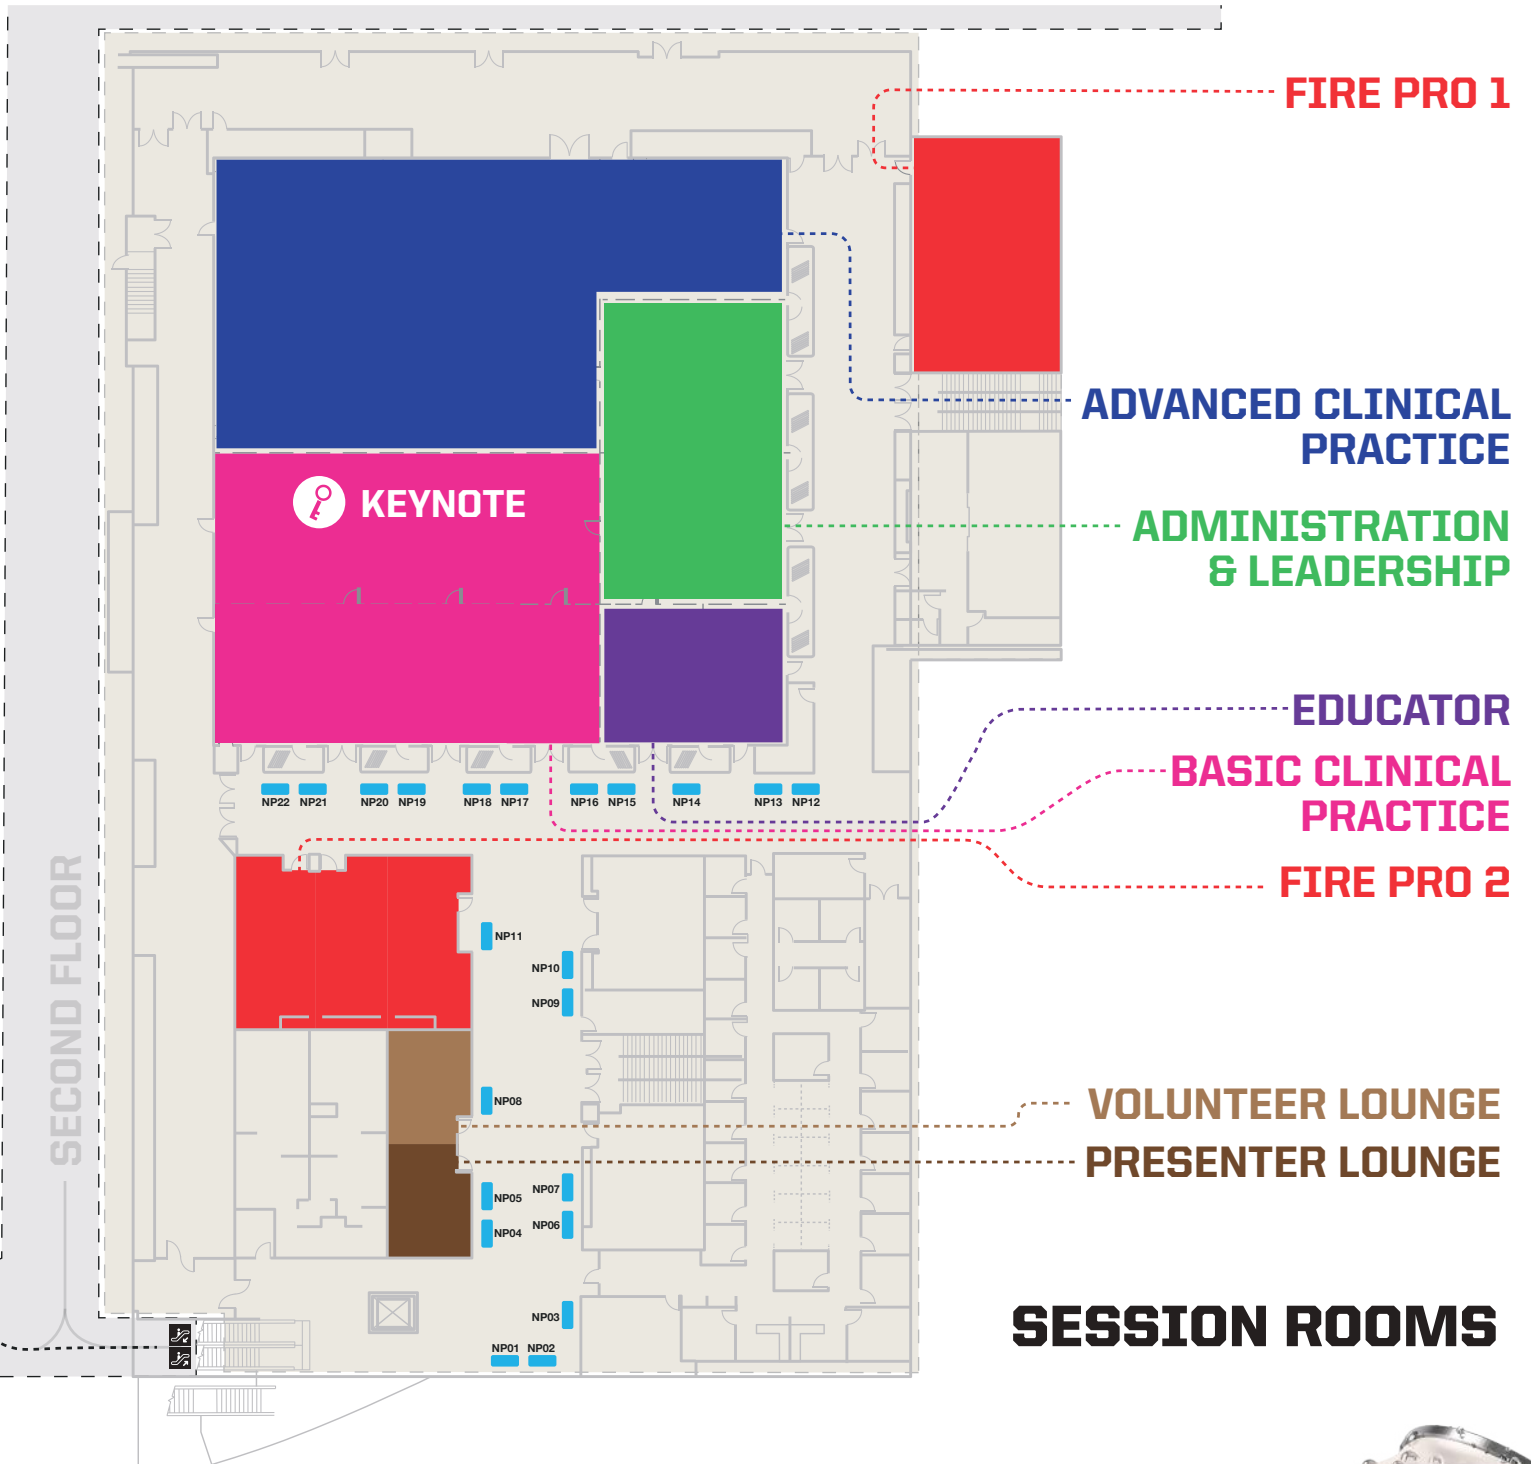 FIRE PRO 1
ADVANCED CLINICAL
PRACTICE
KEYNOTE
ADMINISTRATION
& LEADERSHIP
EDUCATOR
BASIC CLINICAL
PRACTICE
NP22 NP21 NP20 NP19 NP18 NP17 NP16 NP15 NP14 NP13 NP12
FIRE PRO 2
SECOND FLOOR
NP11
NP10
NP09
NP08
VOLUNTEER LOUNGE
PRESENTER LOUNGE
NP07
NP05
NP06
NP04
NP03
NP01 NP02
SESSION ROOMS